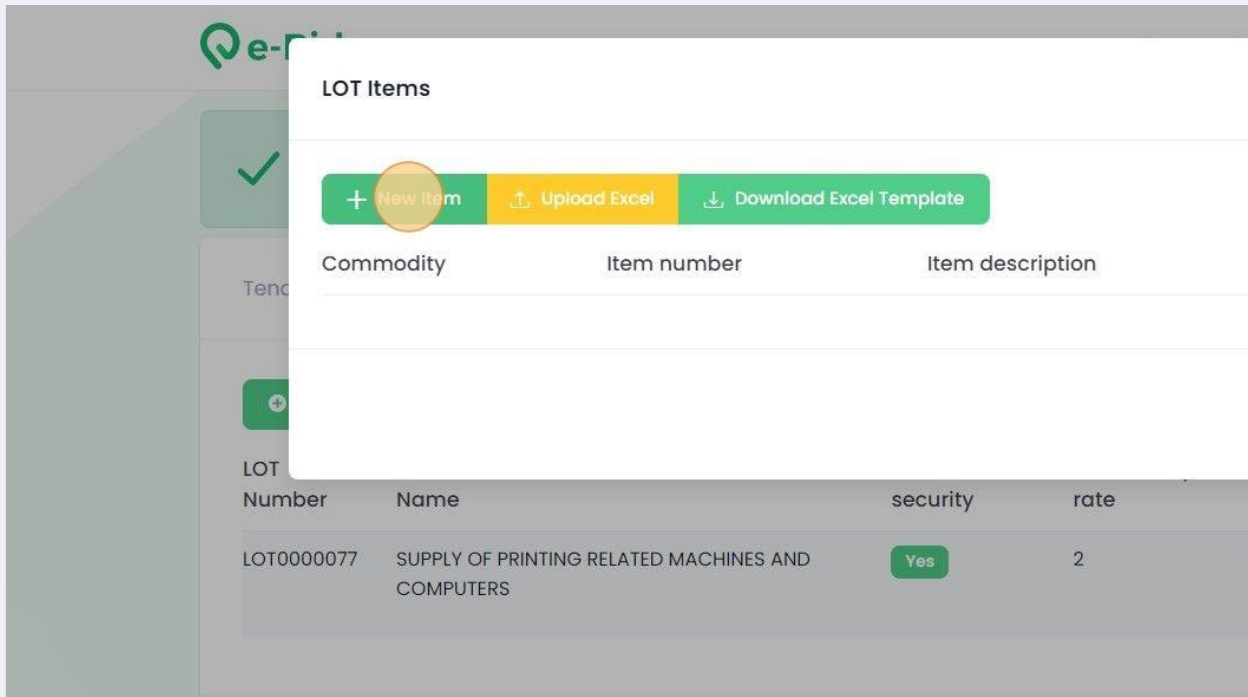 LOT Items
New Item
Upload Excel
Download Excel Template
Commodity
Item number
Item description
LOT
Number
Name
security
rate
LOT0000077
SUPPLY OF PRINTING RELATED MACHINES AND
COMPUTERS
Yes
2